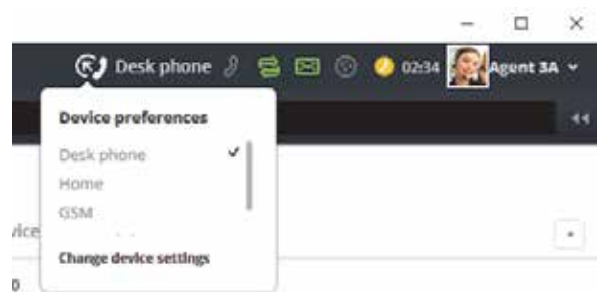 Desk phone 02:34 Agent 3A
Device preferences
Desk phone
Home
GSM
Change device settings